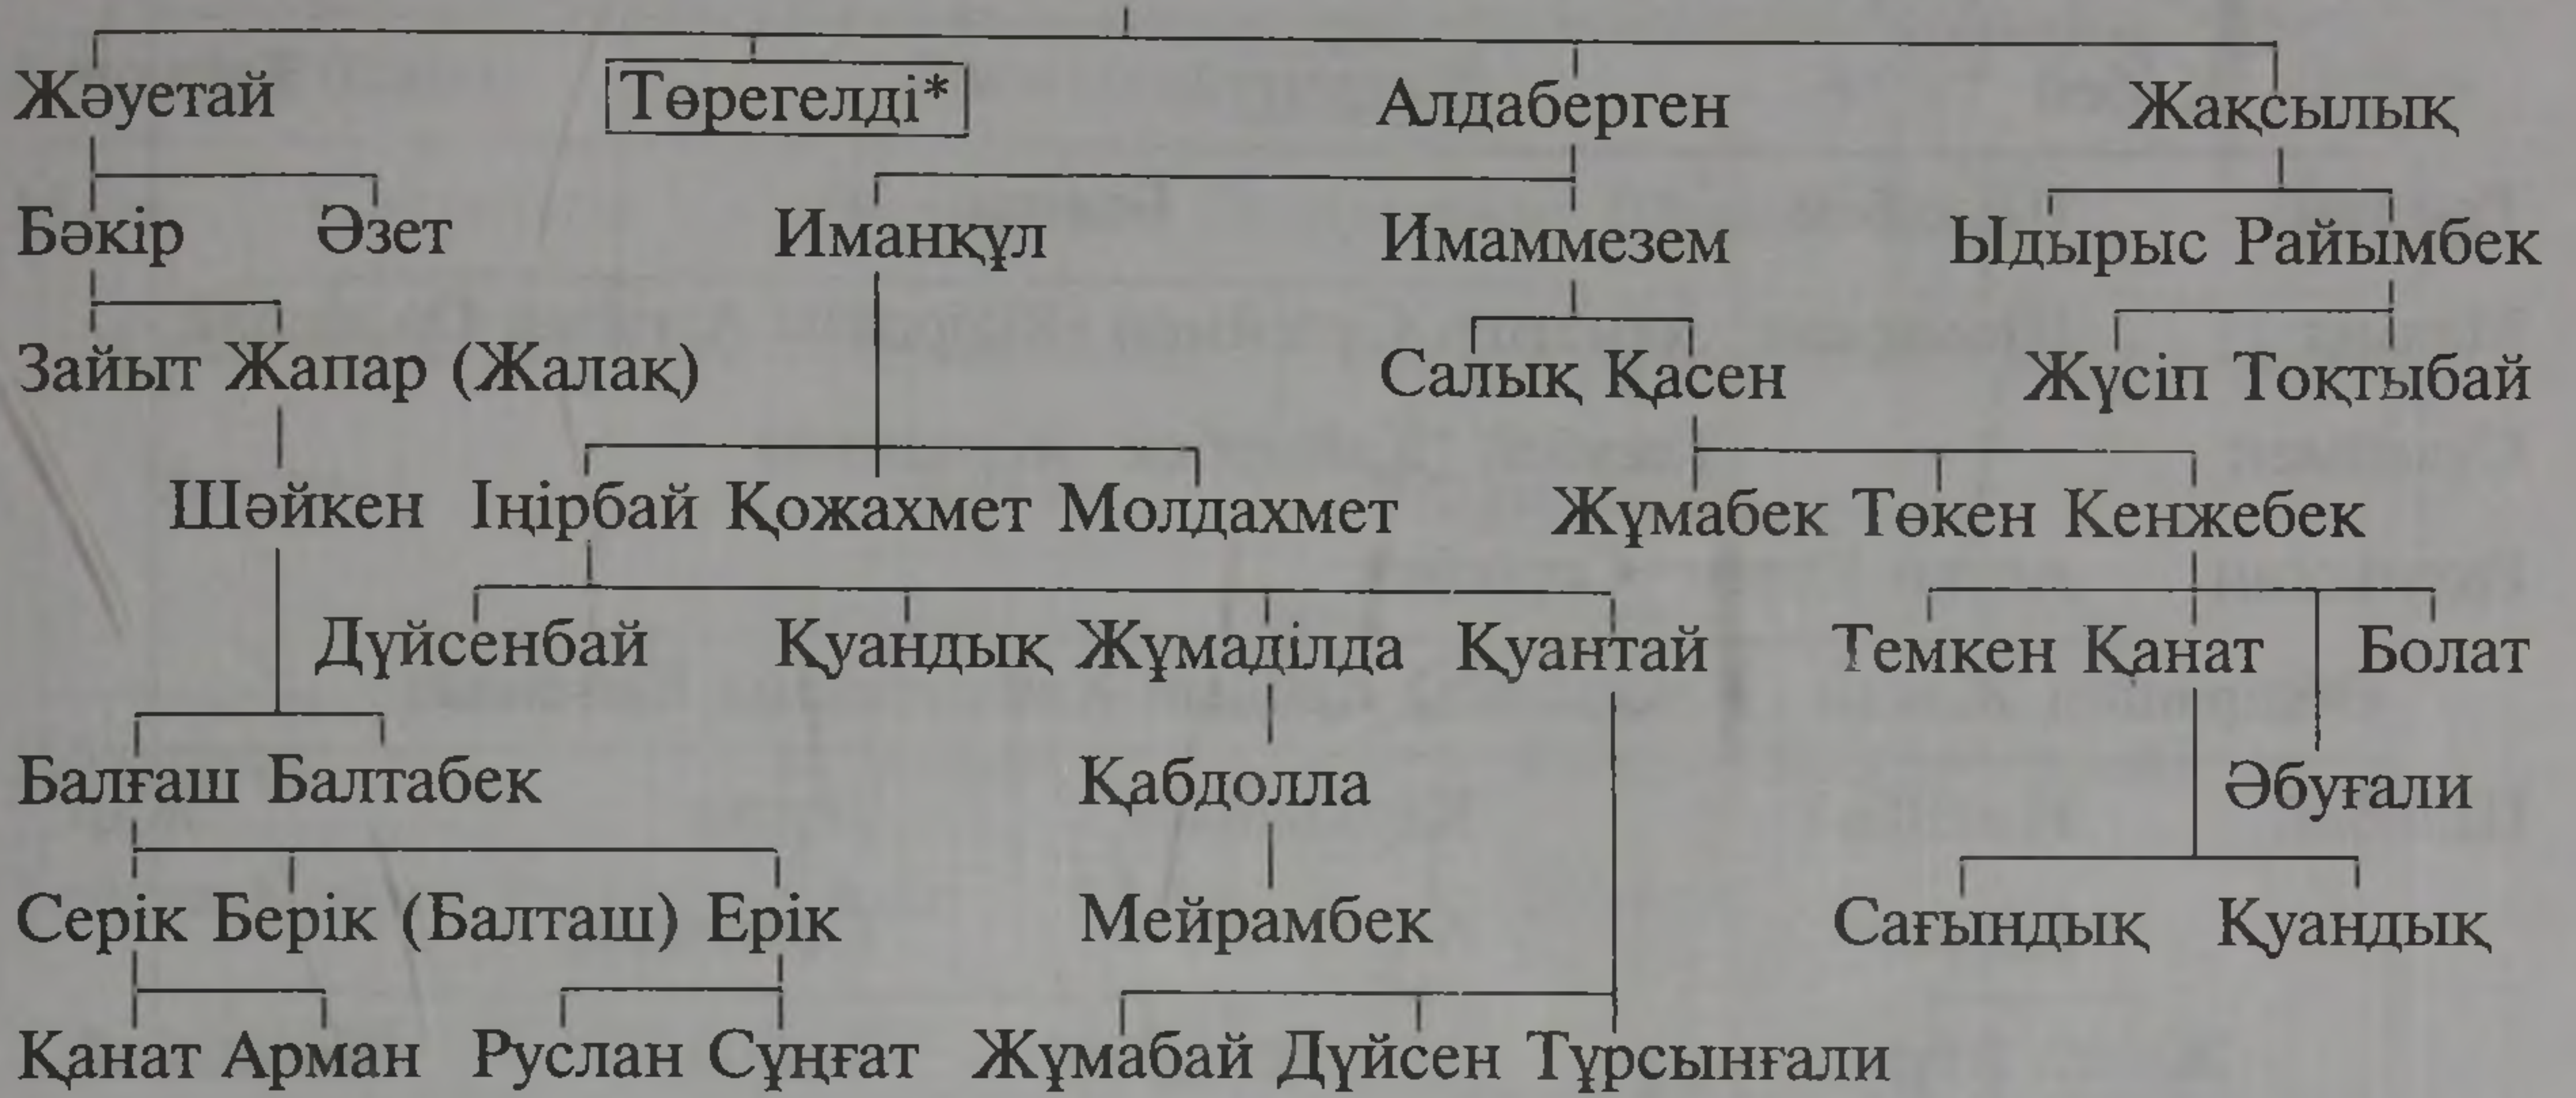 Жәуетай Төрегелді* Алдаберген Жақсылық
Бәкір Әзет Иманқұл Имаммезем Ыдырыс Райымбек
Зайыт Жапар (Жалақ) Салық Қасен Жүсіп Тоқтыбай
Шәйкен Іңірбай Қожахмет Молдахмет Жұмабек Төкен Кенжебек
Дүйсенбай Қуандық Жұмаділда Қуантай Темкен Қанат Болат
Балғаш Балтабек Қабдолла Әбуғали
Серік Берік (Балташ) Ерік Мейрамбек Сағындық Қуандық
Қанат Арман Руслан Сұңғат Жұмабай Дүйсен Тұрсынғали